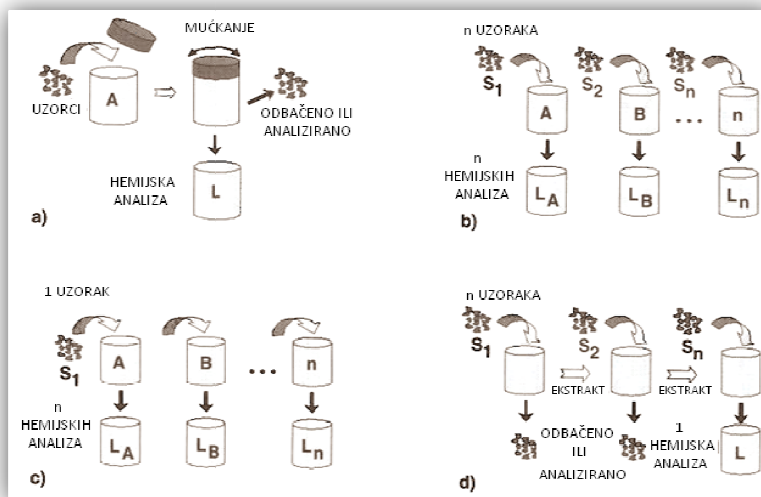 MUĆKANJE
A
UZORCI
ODBAČENO ILI
ANALIZIRANO
HEMIJSKA
ANALIZA
L
a)
n UZORAKA
S1
S2
Sn
A
B
...
n
n
HEMIJSKIH
ANALIZA
LA
LB
Ln
b)
1 UZORAK
S1
A
B
...
n
n
HEMIJSKIH
ANALIZA
LA
LB
Ln
c)
n UZORAKA
S1
S2
Sn
EKSTRAKT
EKSTRAKT
ODBAČENO
ILI
ANALIZIRANO
1
HEMIJSKA
ANALIZA
L
d)